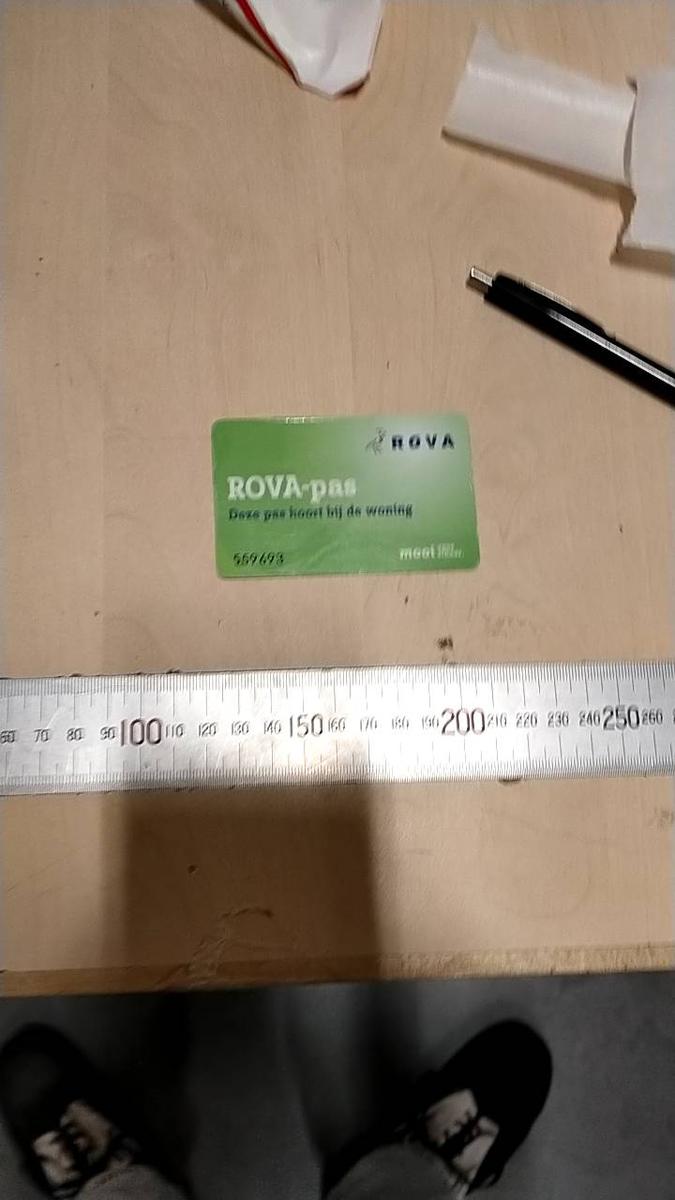 ROVA
ROVA-pas
Deze pas hoort bij de woning
559693
60 70 80 90 100 110 120 130 140 150 160 170 180 190 200 210 220 230 240 250 260